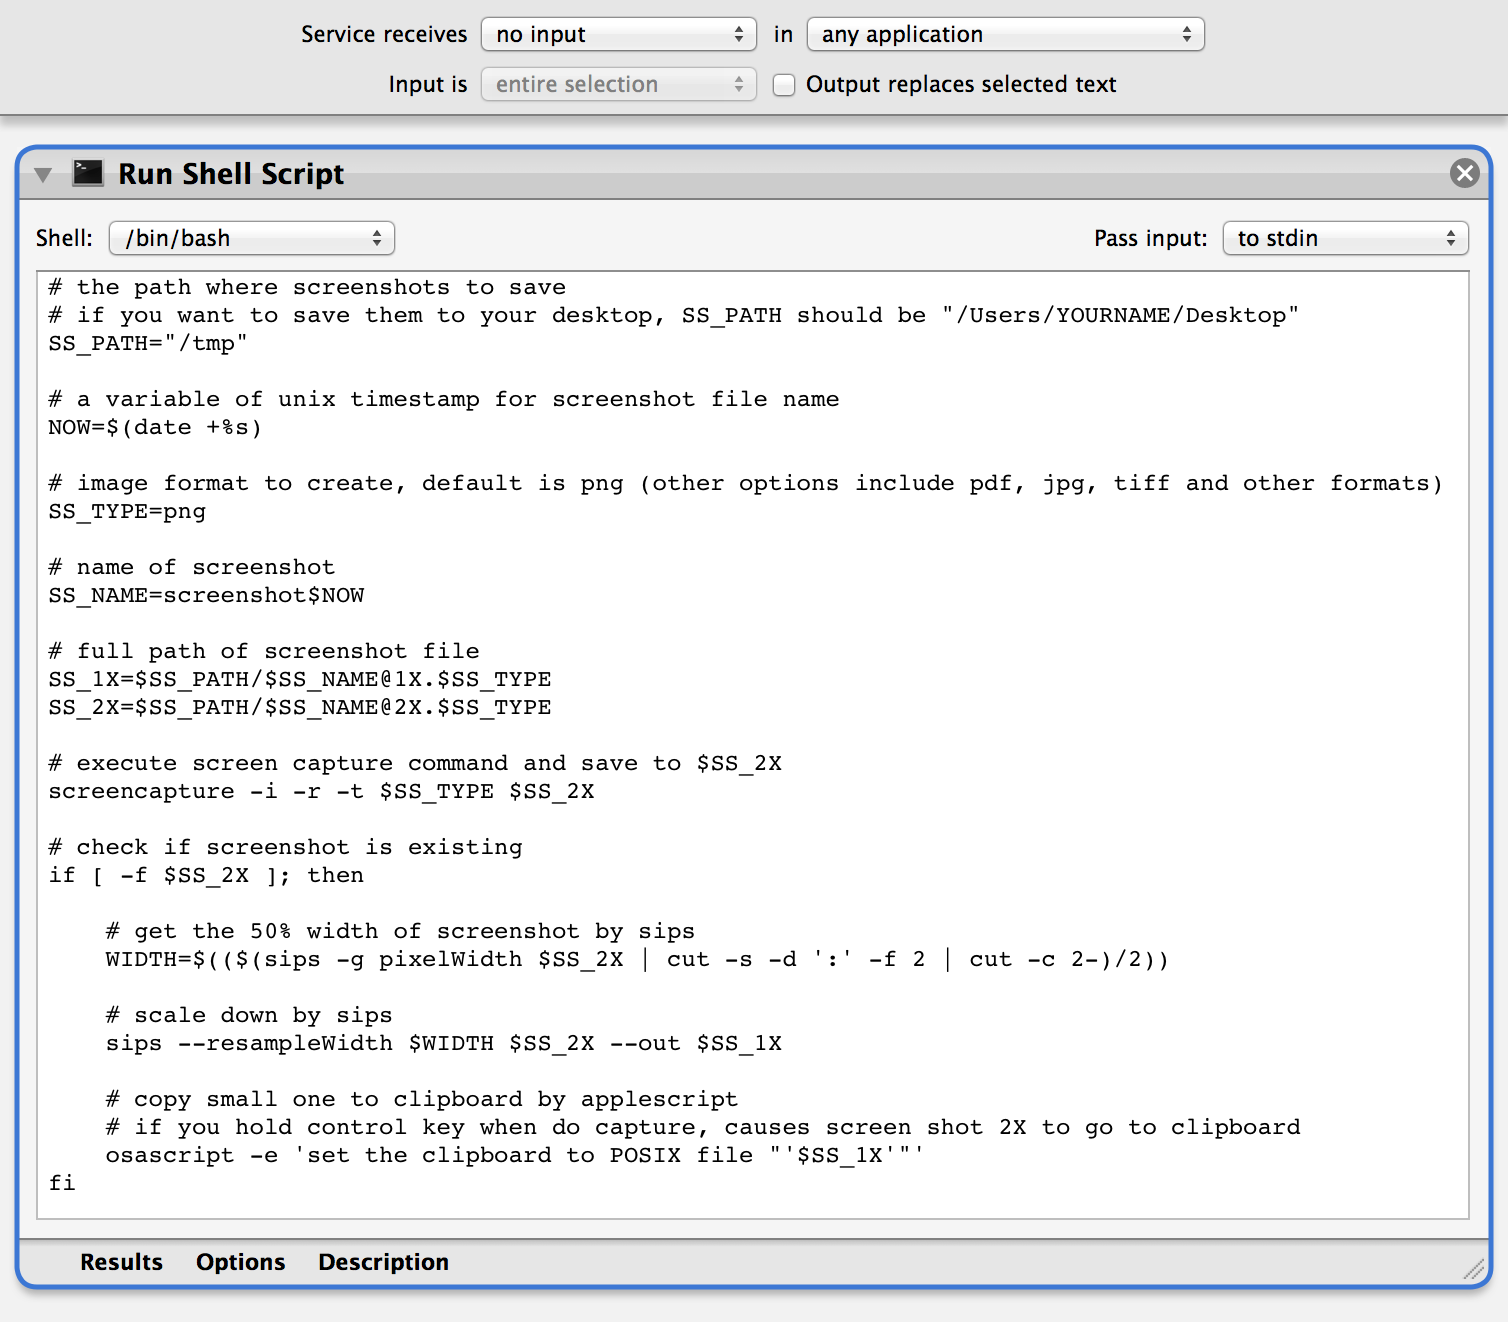 Service receives no input in any application
Input is entire selection Output replaces selected text
Run Shell Script
Shell: /bin/bash Pass input: to stdin
# the path where screenshots to save
# if you want to save them to your desktop, SS_PATH should be "/Users/YOURNAME/Desktop"
SS_PATH="/tmp"
# a variable of unix timestamp for screenshot file name
NOW=$(date +%s)
# image format to create, default is png (other options include pdf, jpg, tiff and other formats)
SS_TYPE=png
# name of screenshot
SS_NAME=screenshot$NOW
# full path of screenshot file
SS_1X=$SS_PATH/$SS_NAME@1X.$SS_TYPE
SS_2X=$SS_PATH/$SS_NAME@2X.$SS_TYPE
# execute screen capture command and save to $SS_2X
screencapture -i -r -t $SS_TYPE $SS_2X
# check if screenshot is existing
if [ -f $SS_2X ]; then
# get the 50% width of screenshot by sips
WIDTH=$(($(sips -g pixelWidth $SS_2X | cut -s -d ':' -f 2 | cut -c 2-)/2))
# scale down by sips
sips --resampleWidth $WIDTH $SS_2X --out $SS_1X
# copy small one to clipboard by applescript
# if you hold control key when do capture, causes screen shot 2X to go to clipboard
osascript -e 'set the clipboard to POSIX file "'$SS_1X'"'
fi
Results Options Description